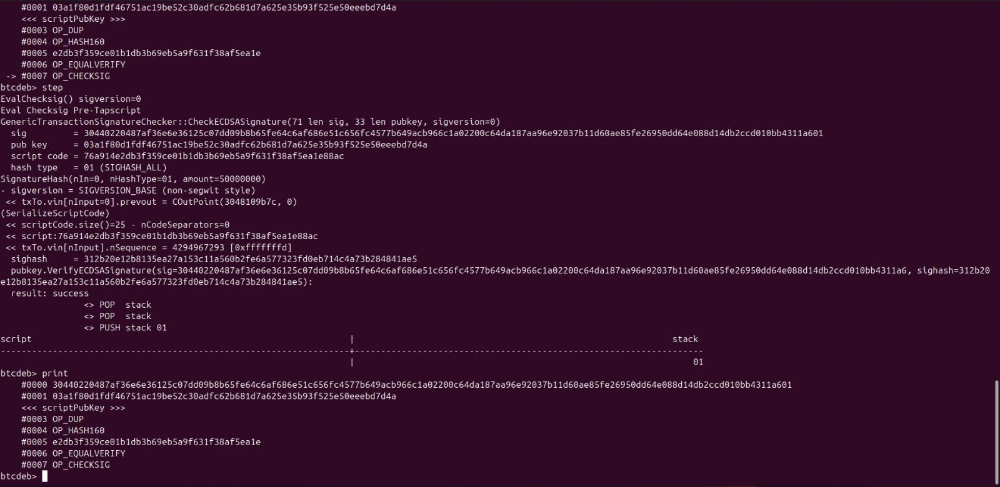 #0001 03a1f80d1fdf46751ac19be52c30adfc62b681d7a625e35b93f525e50eeebd7d4a
<<< scriptPubKey >>>
#0003 OP_DUP
#0004 OP_HASH160
#0005 e2db3f359ce01b1db3b69eb5a9f631f38af5ea1e
#0006 OP_EQUALVERIFY
-> #0007 OP_CHECKSIG
btcdeb> step
EvalChecksig() sigversion=0
Eval Checksig Pre-Tapscript
GenericTransactionSignatureChecker::CheckECDSASignature(71 len sig, 33 len pubkey, sigversion=0)
sig = 30440220487af36e6e36125c07dd09b8b65fe64c6af686e51c656fc4577b649acb966c1a02200c64da187aa96e92037b11d60ae85fe26950dd64e088d14db2ccd010bb4311a601
pub key = 03a1f80d1fdf46751ac19be52c30adfc62b681d7a625e35b93f525e50eeebd7d4a
script code = 76a914e2db3f359ce01b1db3b69eb5a9f631f38af5ea1e88ac
hash type = 01 (SIGHASH_ALL)
SignatureHash(nIn=0, nHashType=01, amount=50000000)
- sigversion = SIGVERSION_BASE (non-segwit style)
<< txTo.vin[nInput=0].prevout = COutPoint(3048109b7c, 0)
(SerializeScriptCode)
<< scriptCode.size()=25 - nCodeSeparators=0
<< script:76a914e2db3f359ce01b1db3b69eb5a9f631f38af5ea1e88ac
<< txTo.vin[nInput].nSequence = 4294967293 [0xfffffffd]
sighash = 312b20e12b8135ea27a153c11a560b2fe6a577323fd0eb714c4a73b284841ae5
pubkey.VerifyECDSASignature(sig=30440220487af36e6e36125c07dd09b8b65fe64c6af686e51c656fc4577b649acb966c1a02200c64da187aa96e92037b11d60ae85fe26950dd64e088d14db2ccd010bb4311a6, sighash=312b20
e12b8135ea27a153c11a560b2fe6a577323fd0eb714c4a73b284841ae5):
result: success
<> POP stack
<> POP stack
<> PUSH stack 01
script | stack
-------------------------------------------------------------------+-------------------------------------------------------------------
| 01
btcdeb> print
#0000 30440220487af36e6e36125c07dd09b8b65fe64c6af686e51c656fc4577b649acb966c1a02200c64da187aa96e92037b11d60ae85fe26950dd64e088d14db2ccd010bb4311a601
#0001 03a1f80d1fdf46751ac19be52c30adfc62b681d7a625e35b93f525e50eeebd7d4a
<<< scriptPubKey >>>
#0003 OP_DUP
#0004 OP_HASH160
#0005 e2db3f359ce01b1db3b69eb5a9f631f38af5ea1e
#0006 OP_EQUALVERIFY
#0007 OP_CHECKSIG
btcdeb>